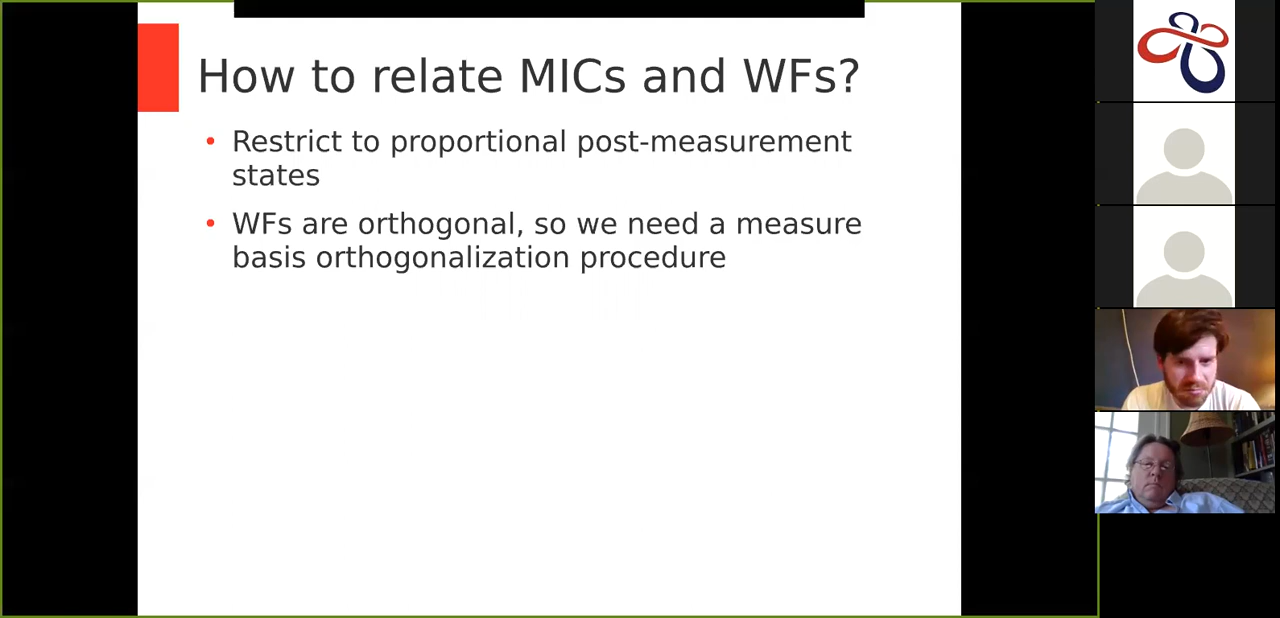 How to relate MICs and WFs?
• Restrict to proportional post-measurement
states
• WFs are orthogonal, so we need a measure
basis orthogonalization procedure